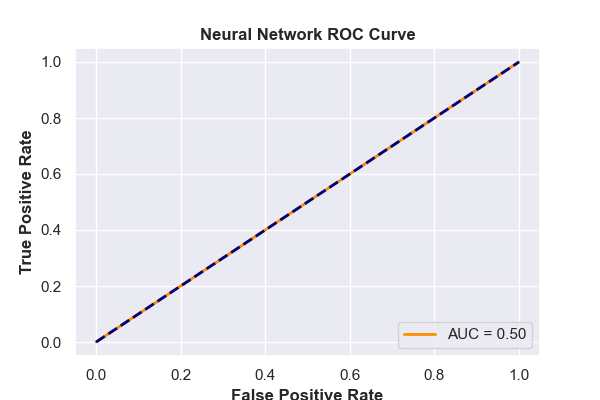 Neural Network ROC Curve
True Positive Rate
1.0
0.8
0.6
0.4
0.2
0.0
AUC = 0.50
0.0 0.2 0.4 0.6 0.8 1.0
False Positive Rate